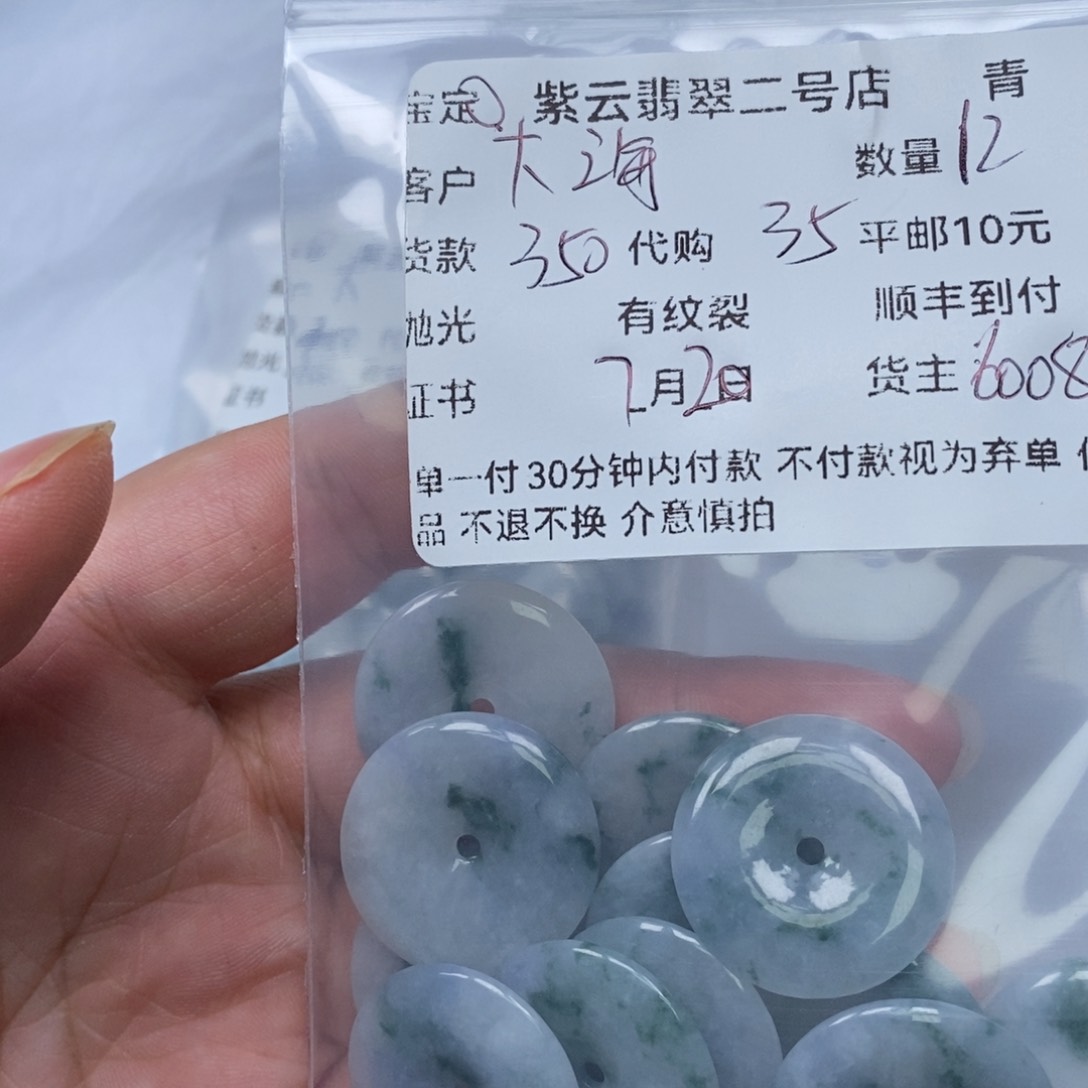 宝定 紫云翡翠二号店 青
客户 大海 数量 12
货款 350 代购 35 平邮10元
抛光 有纹裂 顺丰到付
证书 7月2日 货主 6008
单一付 30分钟内付款 不付款视为弃单
品 不退不换 介意慎拍